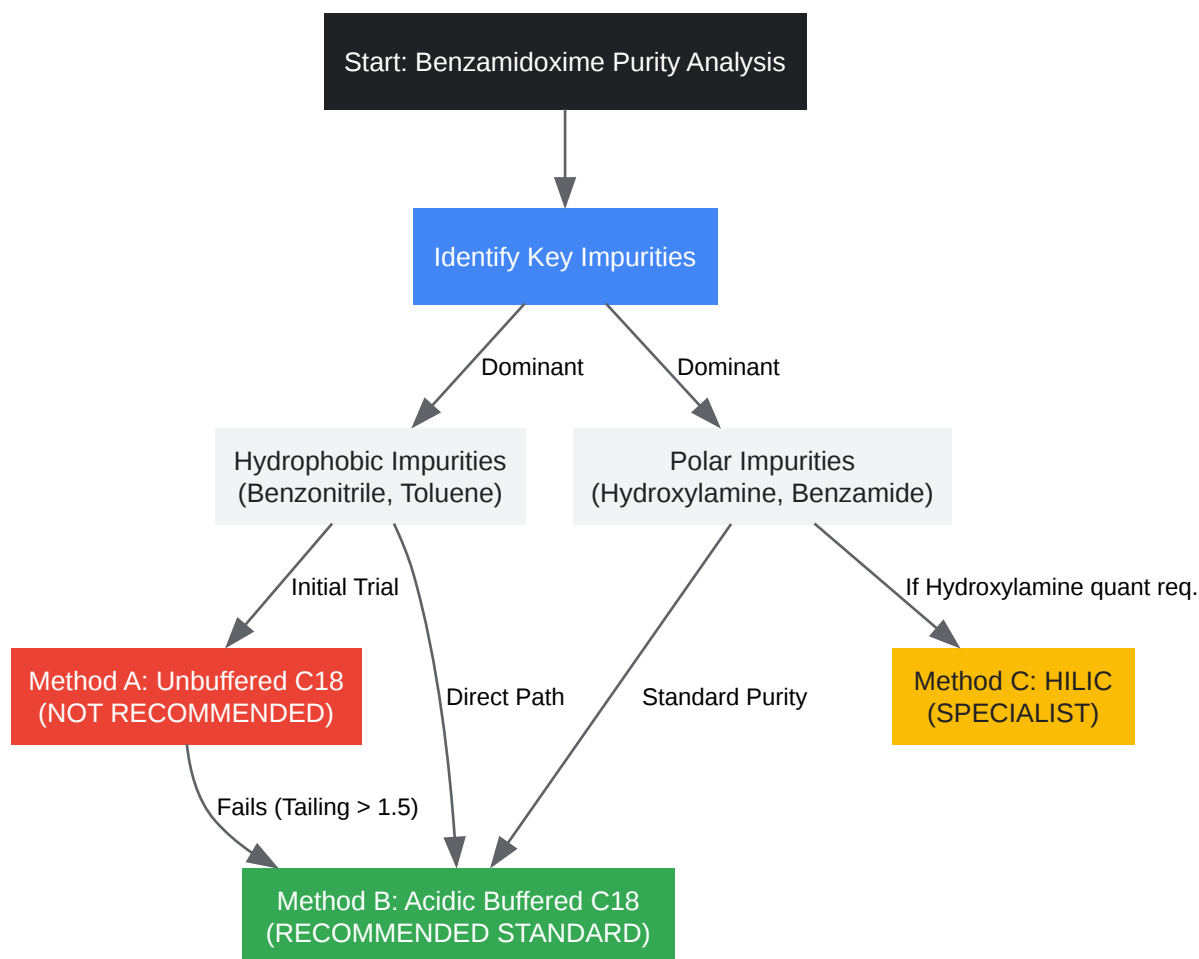 Start: Benzamidoxime Purity Analysis
Identify Key Impurities
Dominant
Dominant
Hydrophobic Impurities
(Benzonitrile, Toluene)
Polar Impurities
(Hydroxylamine, Benzamide)
Initial Trial
If Hydroxylamine quant req.
Method A: Unbuffered C18
(NOT RECOMMENDED)
Direct Path
Standard Purity
Method C: HILIC
(SPECIALIST)
Fails (Tailing > 1.5)
Method B: Acidic Buffered C18
(RECOMMENDED STANDARD)